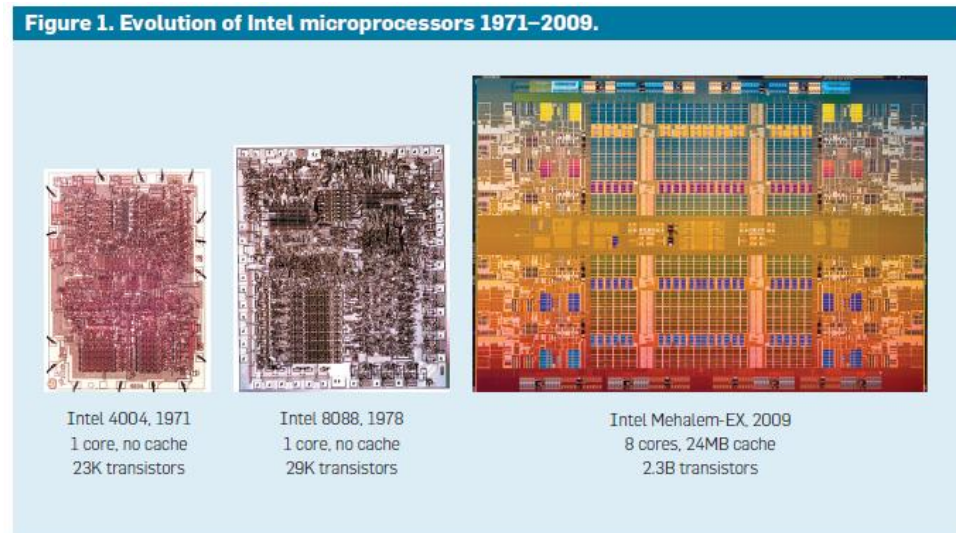 Figure 1. Evolution of Intel microprocessors 1971–2009.
Intel 4004, 1971
1 core, no cache
23K transistors
Intel 8088, 1978
1 core, no cache
29K transistors
Intel Mehalem-EX, 2009
8 cores, 24MB cache
2.3B transistors